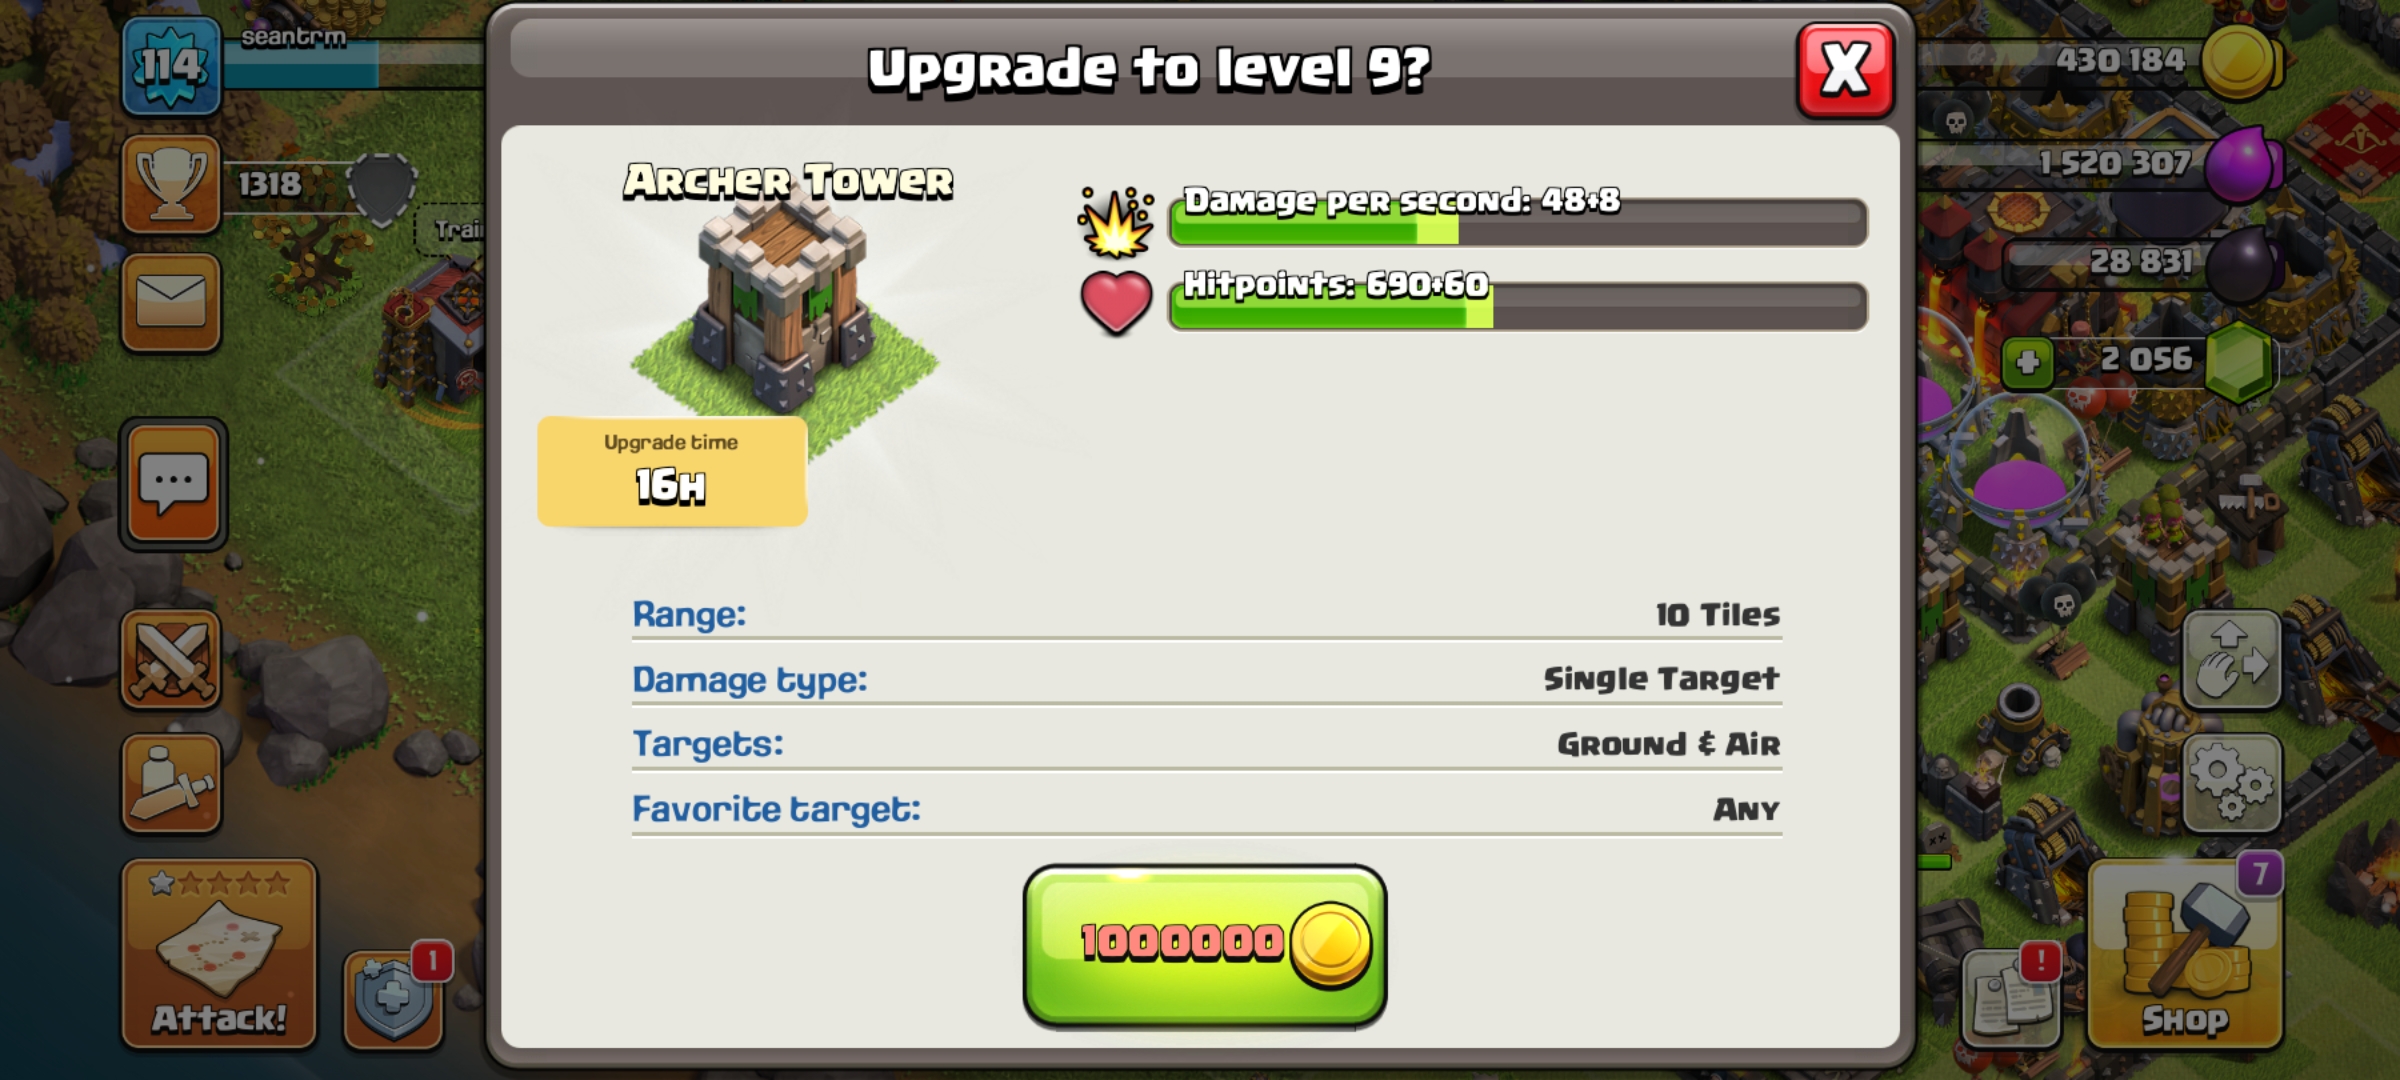 Upgrade to level 9?
X
114
seantrm
1318
Trai
430 184
1 520 307
28 831
2 056
Archer Tower
Damage per second: 48+8
Hitpoints: 690+60
Upgrade time
16H
Range:
10 Tiles
Damage type:
Single Target
Targets:
Ground & Air
Favorite target:
Any
1000000
Attack!
1
!
7
Shop